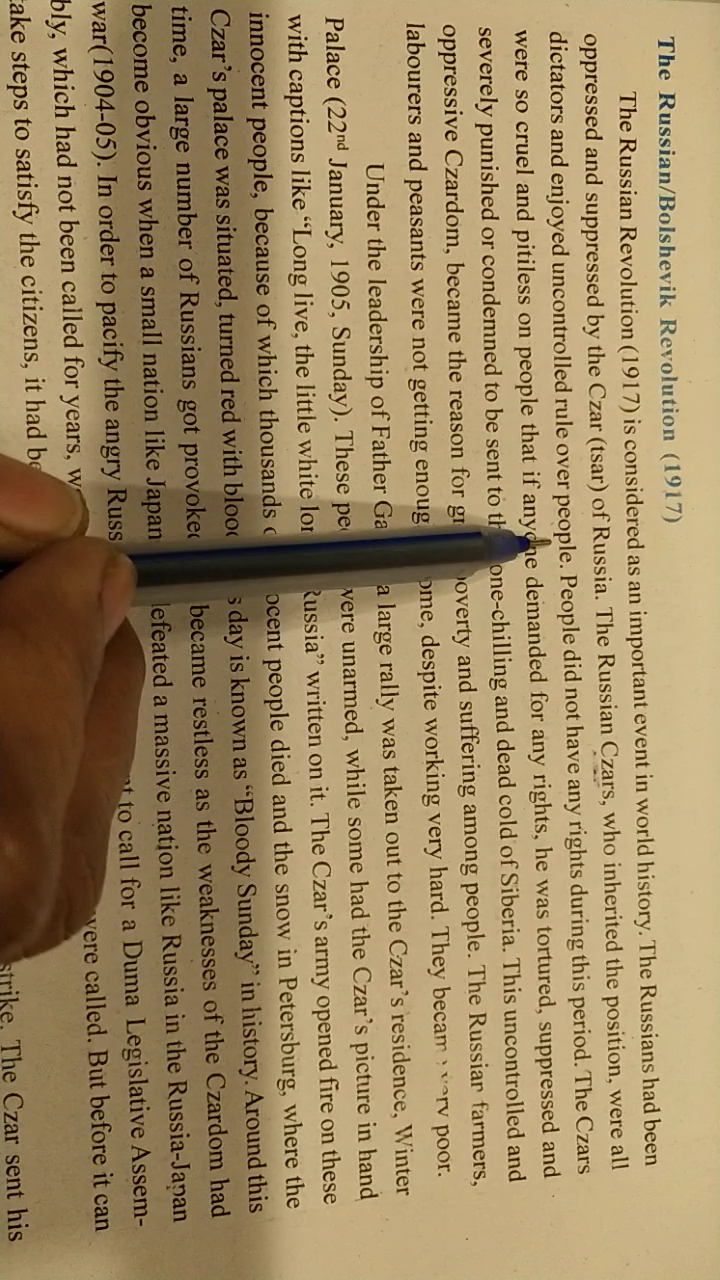 The Russian/Bolshevik Revolution (1917)
The Russian Revolution (1917) is considered as an important event in world history. The Russians had been
oppressed and suppressed by the Czar (tsar) of Russia. The Russian Czars, who inherited the position, were all
dictators and enjoyed uncontrolled rule over people. People did not have any rights during this period. The Czars
were so cruel and pitiless on people that if anyone demanded for any rights, he was tortured, suppressed and
severely punished or condemned to be sent to the bone-chilling and dead cold of Siberia. This uncontrolled and
oppressive Czardom, became the reason for poverty and suffering among people. The Russian farmers,
labourers and peasants were not getting enoug ome, despite working very hard. They became very poor.
Under the leadership of Father Ga a large rally was taken out to the Czar's residence, Winter
Palace (22nd January, 1905, Sunday). These pe were unarmed, while some had the Czar's picture in hand
with captions like "Long live, the little white lor Russia" written on it. The Czar's army opened fire on these
innocent people, because of which thousands ocent people died and the snow in Petersburg, where the
Czar's palace was situated, turned red with blood s day is known as "Bloody Sunday" in history. Around this
time, a large number of Russians got provoked became restless as the weaknesses of the Czardom had
become obvious when a small nation like Japan defeated a massive nation like Russia in the Russia-Japan
war(1904-05). In order to pacify the angry Russ to call for a Duma Legislative Assem-
bly, which had not been called for years, were called. But before it can
take steps to satisfy the citizens, it had be strike. The Czar sent his